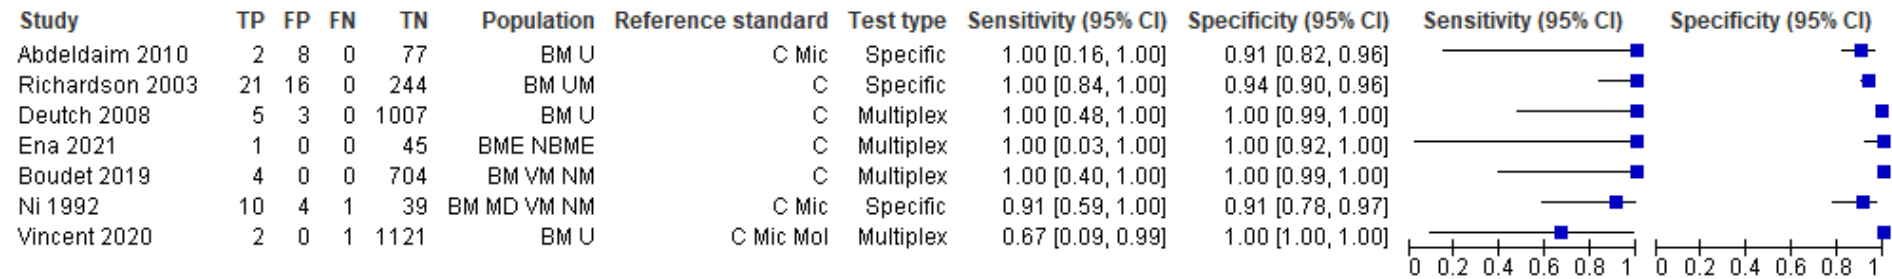 Study TP FP FN TN Population Reference standard Test type Sensitivity (95% CI) Specificity (95% CI) Sensitivity (95% CI) Specificity (95% CI)
Abdeldaim 2010 2 8 0 77 BM U C Mic Specific 1.00 [0.16, 1.00] 0.91 [0.82, 0.96]
Richardson 2003 21 16 0 244 BM UM C Specific 1.00 [0.84, 1.00] 0.94 [0.90, 0.96]
Deutch 2008 5 3 0 1007 BM U C Multiplex 1.00 [0.48, 1.00] 1.00 [0.99, 1.00]
Ena 2021 1 0 0 45 BME NBME C Multiplex 1.00 [0.03, 1.00] 1.00 [0.92, 1.00]
Boudet 2019 4 0 0 704 BM VM NM C Multiplex 1.00 [0.40, 1.00] 1.00 [0.99, 1.00]
Ni 1992 10 4 1 39 BM MD VM NM C Mic Specific 0.91 [0.59, 1.00] 0.91 [0.78, 0.97]
Vincent 2020 2 0 1 1121 BM U C Mic Mol Multiplex 0.67 [0.09, 0.99] 1.00 [1.00, 1.00]
0 0.2 0.4 0.6 0.8 1 0 0.2 0.4 0.6 0.8 1